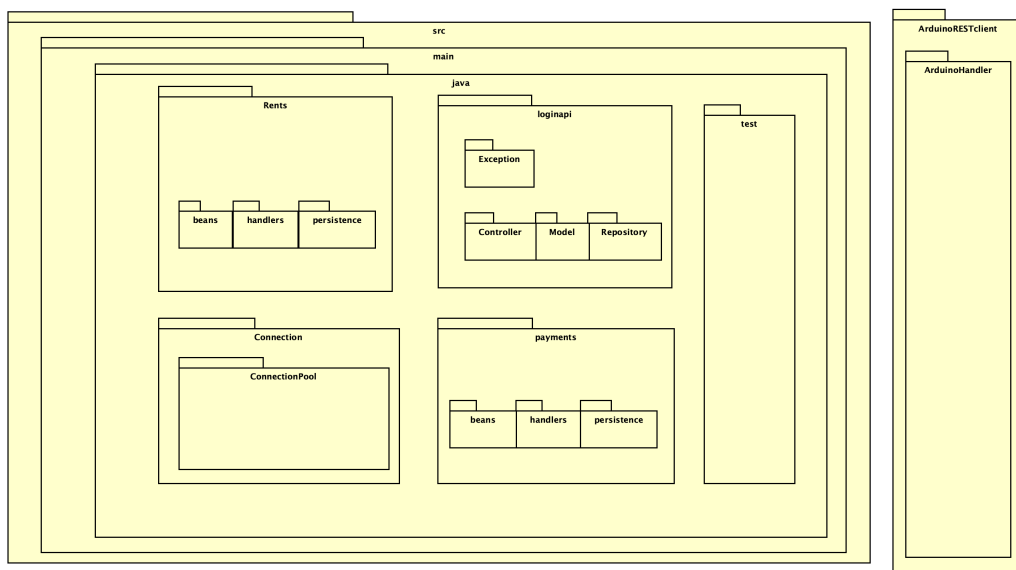 src
main
java
Rents
beans
handlers
persistence
loginapi
Exception
Controller
Model
Repository
test
Connection
ConnectionPool
payments
beans
handlers
persistence
ArduinoRESTclient
ArduinoHandler